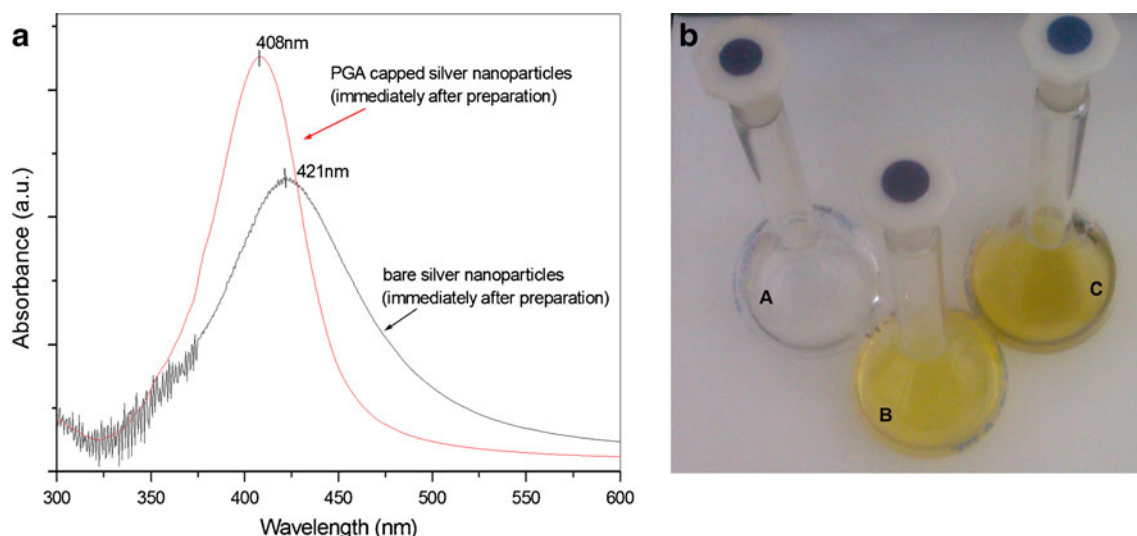 a
408nm
PGA capped silver nanoparticles
(immediately after preparation)
421nm
bare silver nanoparticles
(immediately after preparation)
Absorbance (a.u.)
300 350 400 450 500 550 600
Wavelength (nm)
b
A
B
C